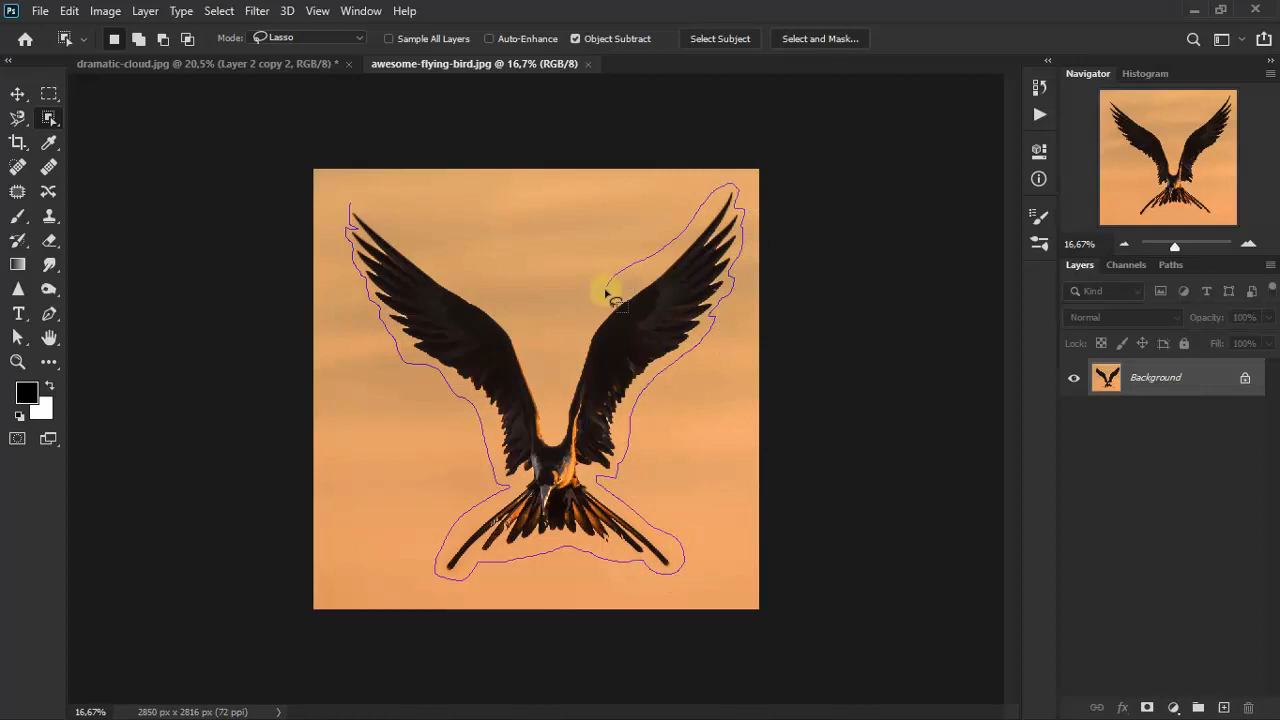 Ps File Edit Image Layer Type Select Filter 3D View Window Help
Mode: Lasso Sample All Layers Auto-Enhance Object Subtract Select Subject Select and Mask...
dramatic-cloud.jpg @ 20,5% (Layer 2 copy 2, RGB/8) * × awesome-flying-bird.jpg @ 16,7% (RGB/8) ×
Navigator Histogram
16,67%
Layers Channels Paths
Kind
Normal Opacity: 100%
Lock: Fill: 100%
Background
16,67% 2850 px x 2816 px (72 ppi)